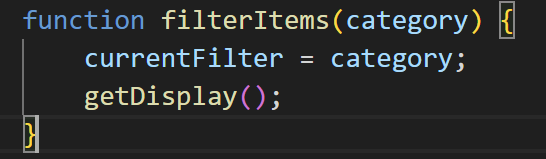 function filterItems(category) {
    currentFilter = category;
    getDisplay();
}